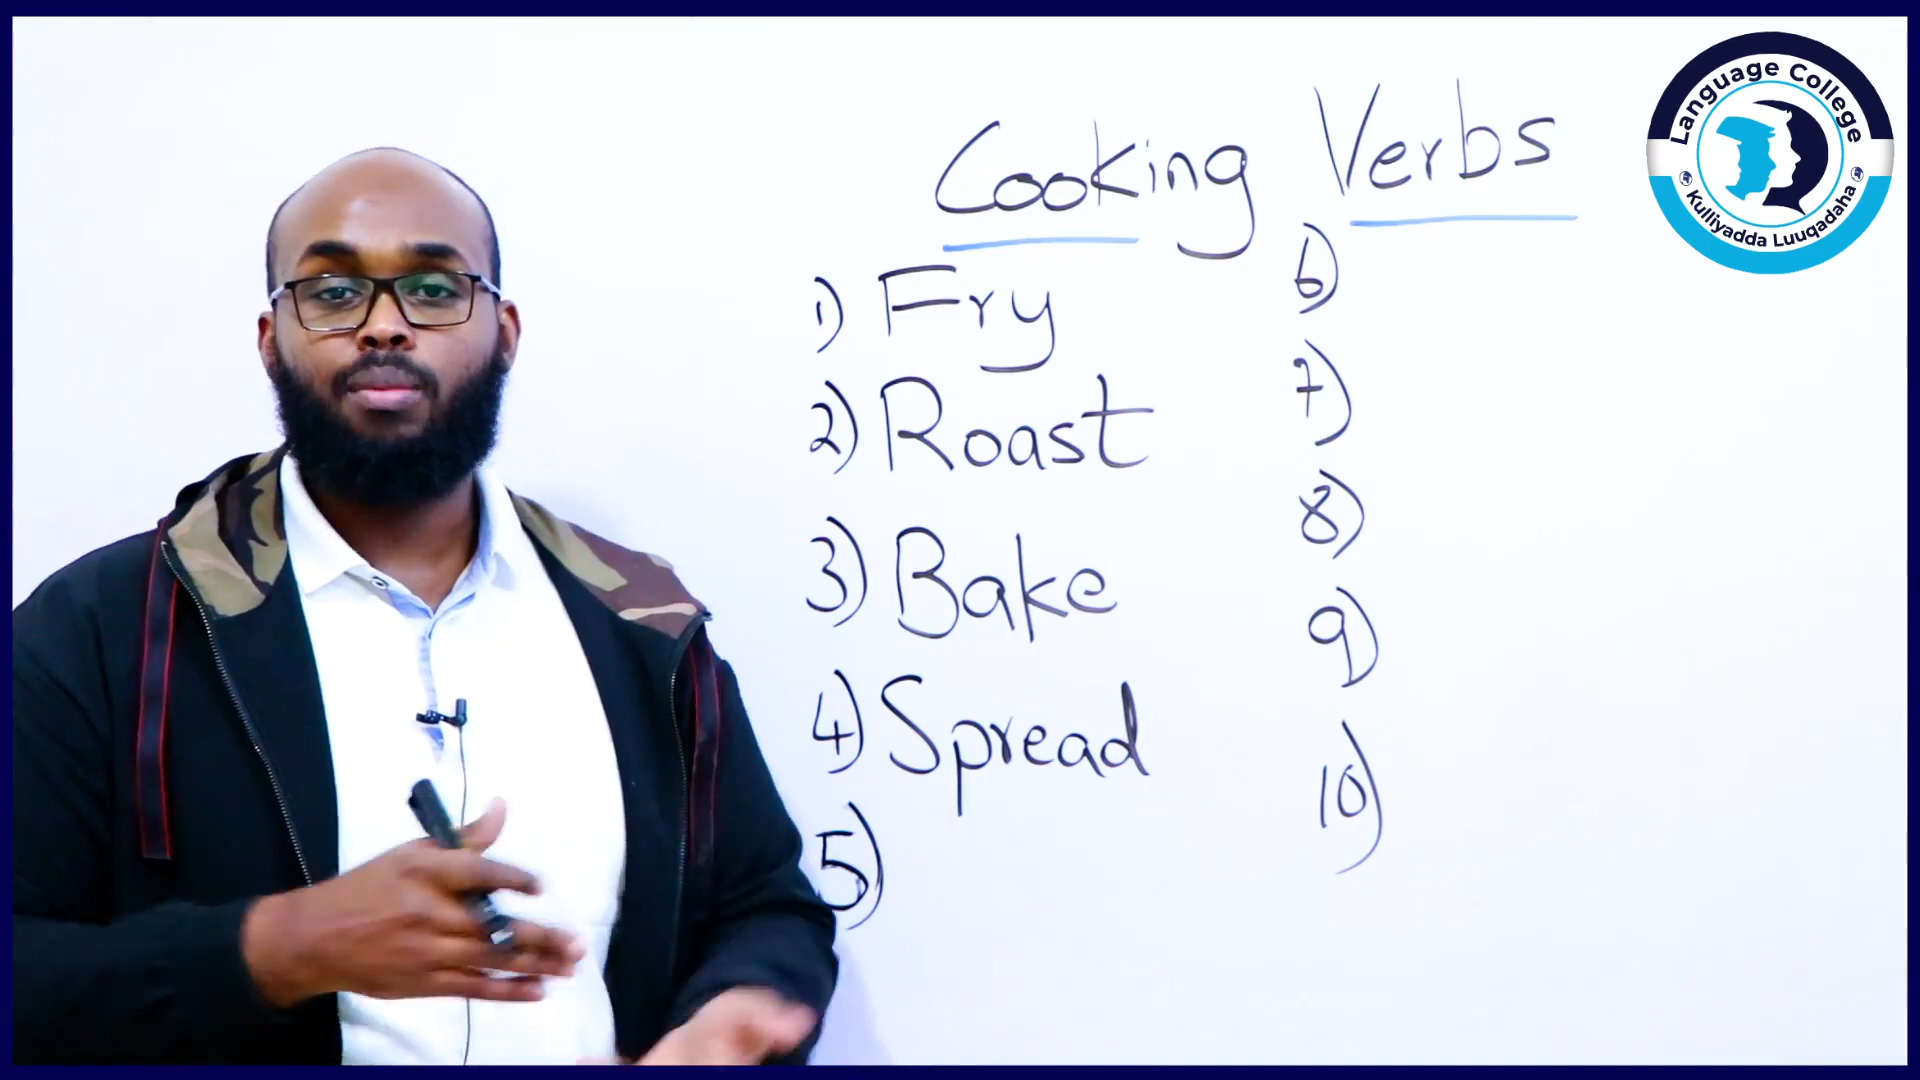 Cooking Verbs
1) Fry
2) Roast
3) Bake
4) Spread
5)
6)
7)
8)
9)
10)
Language College
Kulliyadda Luuqadaha